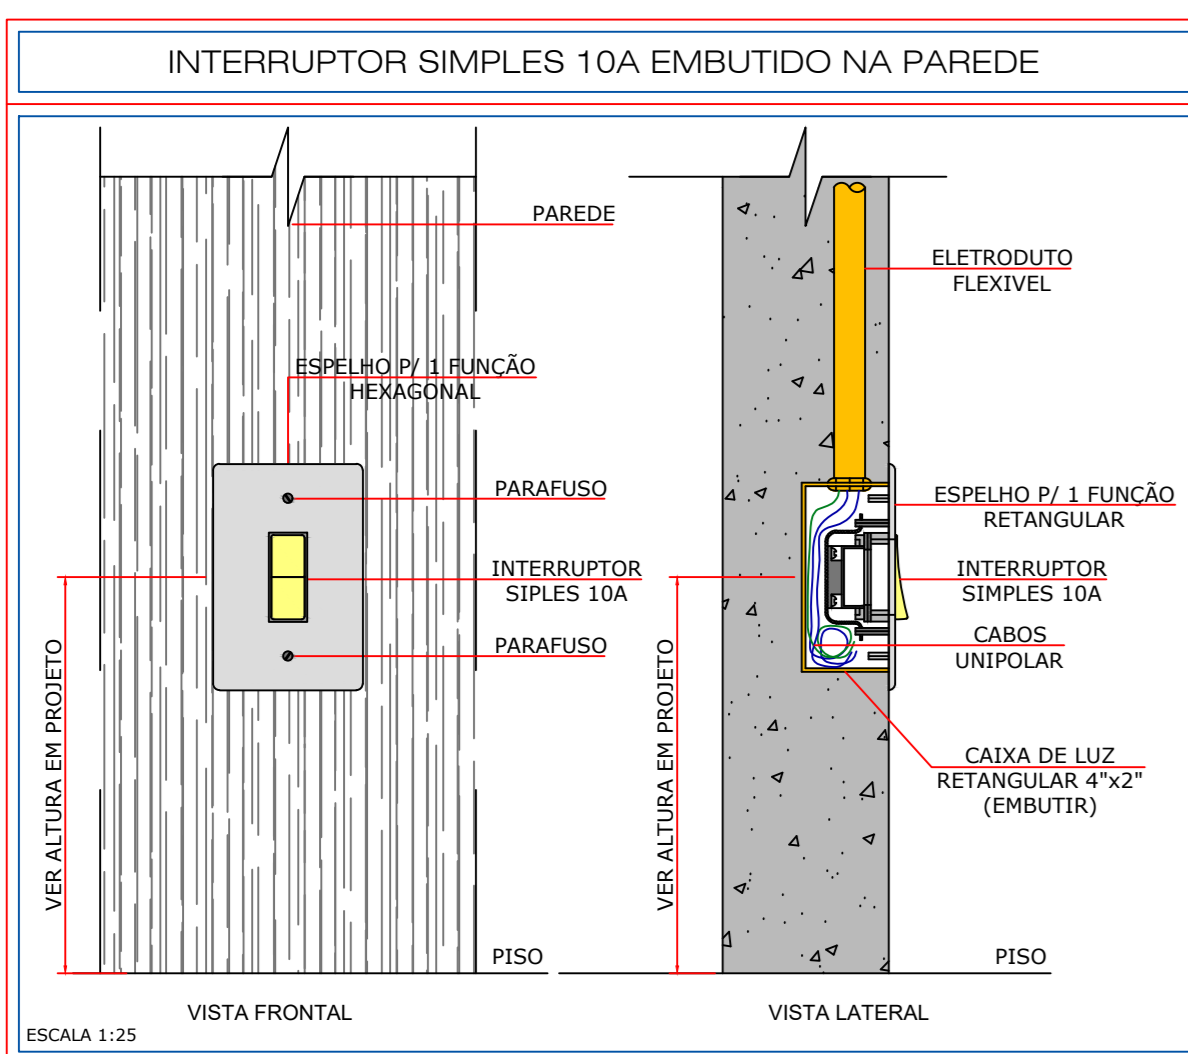 INTERRUPTOR SIMPLES 10A EMBUTIDO NA PAREDE
PAREDE
ESPELHO P/ 1 FUNÇÃO
HEXAGONAL
PARAFUSO
INTERRUPTOR
SIPLES 10A
PARAFUSO
VER ALTURA EM PROJETO
PISO
VISTA FRONTAL
ESCALA 1:25
ELETRODUTO
FLEXIVEL
ESPELHO P/ 1 FUNÇÃO
RETANGULAR
INTERRUPTOR
SIMPLES 10A
CABOS
UNIPOLAR
CAIXA DE LUZ
RETANGULAR 4"x2"
(EMBUTIR)
VER ALTURA EM PROJETO
PISO
VISTA LATERAL